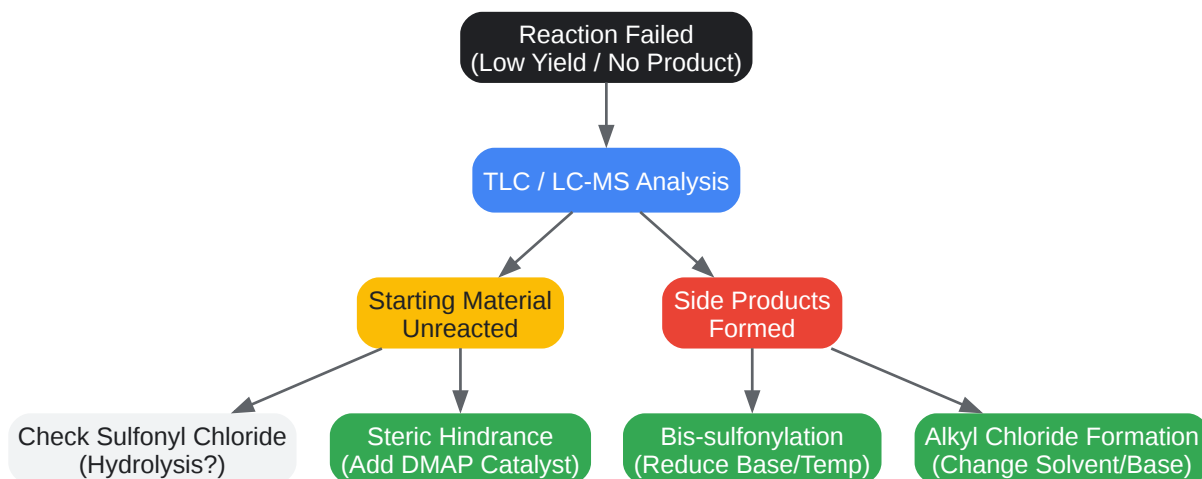 Reaction Failed
(Low Yield / No Product)
TLC / LC-MS Analysis
Starting Material
Unreacted
Side Products
Formed
Check Sulfonyl Chloride
(Hydrolysis?)
Steric Hindrance
(Add DMAP Catalyst)
Bis-sulfonylation
(Reduce Base/Temp)
Alkyl Chloride Formation
(Change Solvent/Base)